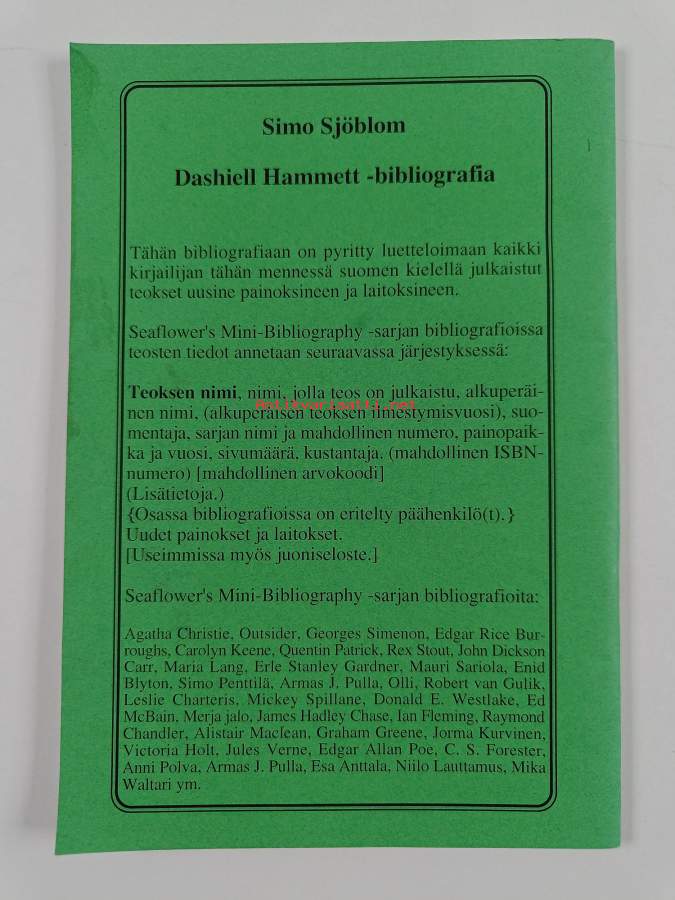 Simo Sjöblom
Dashiell Hammett -bibliografia
Tähän bibliografiaan on pyritty luetteloimaan kaikki
kirjailijan tähän mennessä suomen kielellä julkaistut
teokset uusine painoksineen ja laitoksineen.
Seaflower's Mini-Bibliography -sarjan bibliografioissa
teosten tiedot annetaan seuraavassa järjestyksessä:
Teoksen nimi, nimi, jolla teos on julkaistu, alkuperäi-
Antikvariaatti.net
nen nimi, (alkuperäisen teoksen ilmestymisvuosi), suo-
mentaja, sarjan nimi ja mahdollinen numero, painopaik-
ka ja vuosi, sivumäärä, kustantaja. (mahdollinen ISBN-
numero) [mahdollinen arvokoodi]
(Lisätietoja.)
{Osassa bibliografioissa on eritelty päähenkilö(t).}
Uudet painokset ja laitokset.
[Useimmissa myös juoniseloste.]
Seaflower's Mini-Bibliography -sarjan bibliografioita:
Agatha Christie, Outsider, Georges Simenon, Edgar Rice Bur-
roughs, Carolyn Keene, Quentin Patrick, Rex Stout, John Dickson
Carr, Maria Lang, Erle Stanley Gardner, Mauri Sariola, Enid
Blyton, Simo Penttilä, Armas J. Pulla, Olli, Robert van Gulik,
Leslie Charteris, Mickey Spillane, Donald E. Westlake, Ed
McBain, Merja jalo, James Hadley Chase, Ian Fleming, Raymond
Chandler, Alistair Maclean, Graham Greene, Jorma Kurvinen,
Victoria Holt, Jules Verne, Edgar Allan Poe, C. S. Forester,
Anni Polva, Armas J. Pulla, Esa Anttala, Niilo Lauttamus, Mika
Waltari ym.